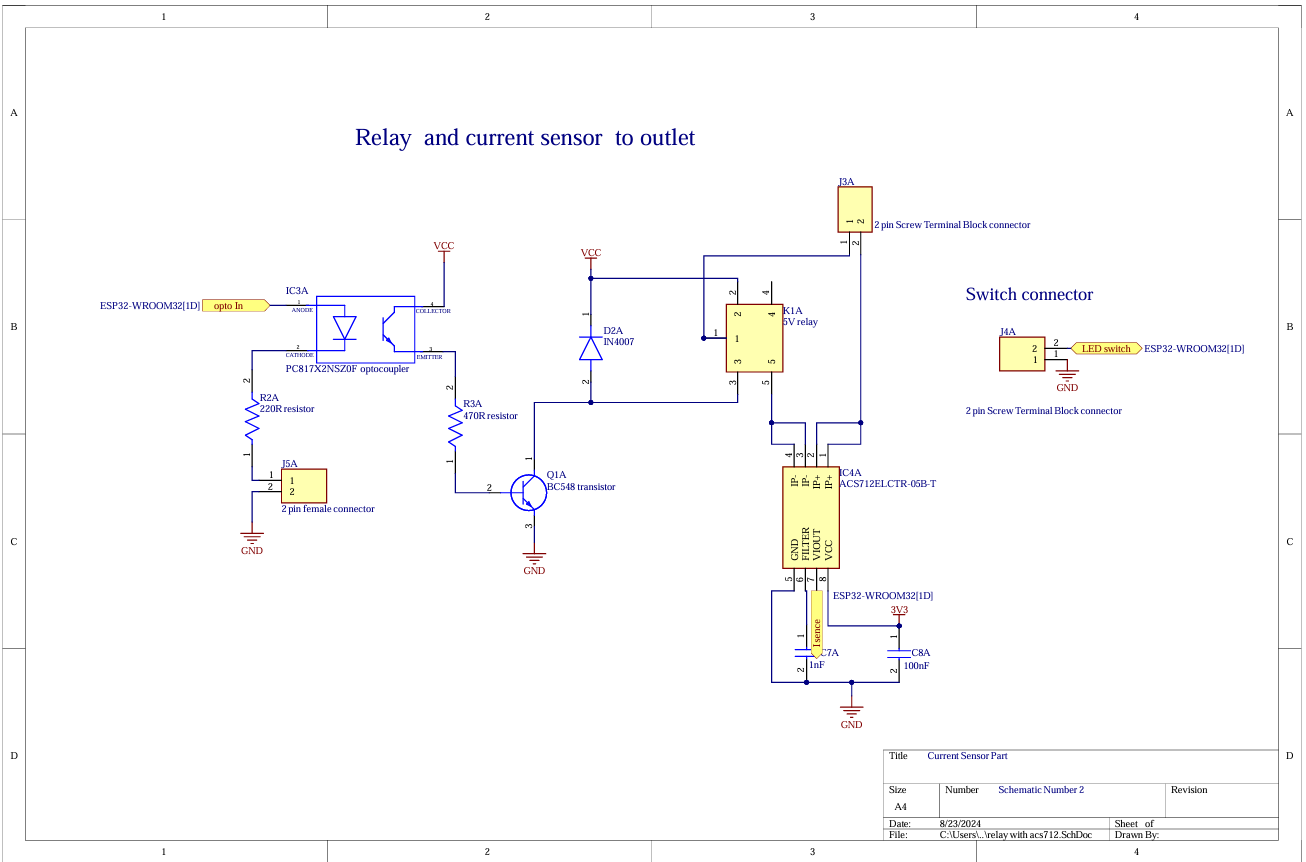 1 2 3 4
A A
Relay and current sensor to outlet
J3A
1 2
2 pin Screw Terminal Block connector
1 2
VCC
VCC
IC3A
ESP32-WROOM32[1D] opto In
1
ANODE
4
COLLECTOR
2
CATHODE
3
EMITTER
PC817X2NSZ0F optocoupler
2 4
2 4
K1A
5V relay
1 1
3 5
3 5
1
D2A
IN4007
2
Switch connector
J4A
2 2 LED switch ESP32-WROOM32[1D]
1 1
GND
2 pin Screw Terminal Block connector
B B
2
R2A
220R resistor
1
2
R3A
470R resistor
1
J5A
1 1
2 2
2 pin female connector
GND
1
Q1A
BC548 transistor
2
3
GND
4 3 2 1
IP- IP- IP+ IP+
IC4A
ACS712ELCTR-05B-T
GND FILTER VIOUT VCC
5 6 7 8
C C
ESP32-WROOM32[1D]
I sence
3V3
1
C7A
1nF
2
1
C8A
100nF
2
GND
D D
Title Current Sensor Part
Size Number Schematic Number 2 Revision
A4
Date: 8/23/2024 Sheet of
File: C:\Users\..\relay with acs712.SchDoc Drawn By:
1 2 3 4